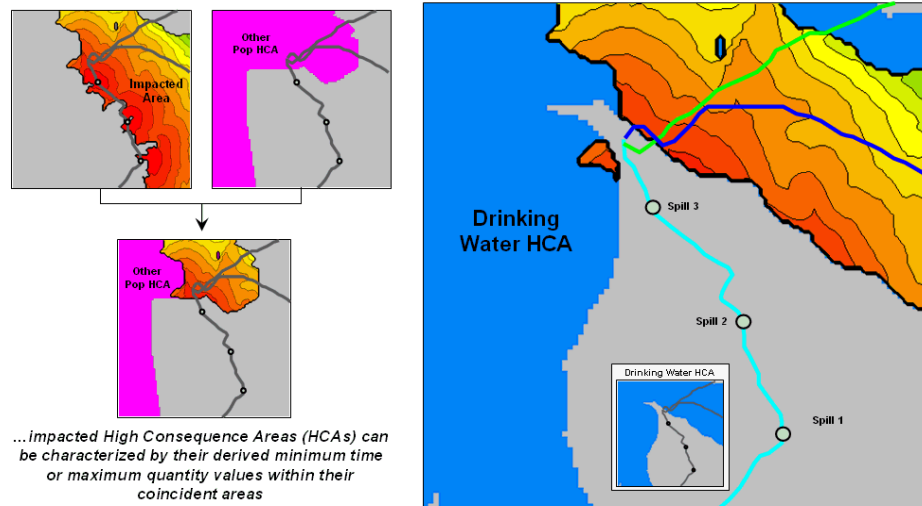 Impacted
Area
Other
Pop HCA
Other
Pop HCA
...impacted High Consequence Areas (HCAs) can
be characterized by their derived minimum time
or maximum quantity values within their
coincident areas
Drinking
Water HCA
Spill 3
Spill 2
Spill 1
Drinking Water HCA